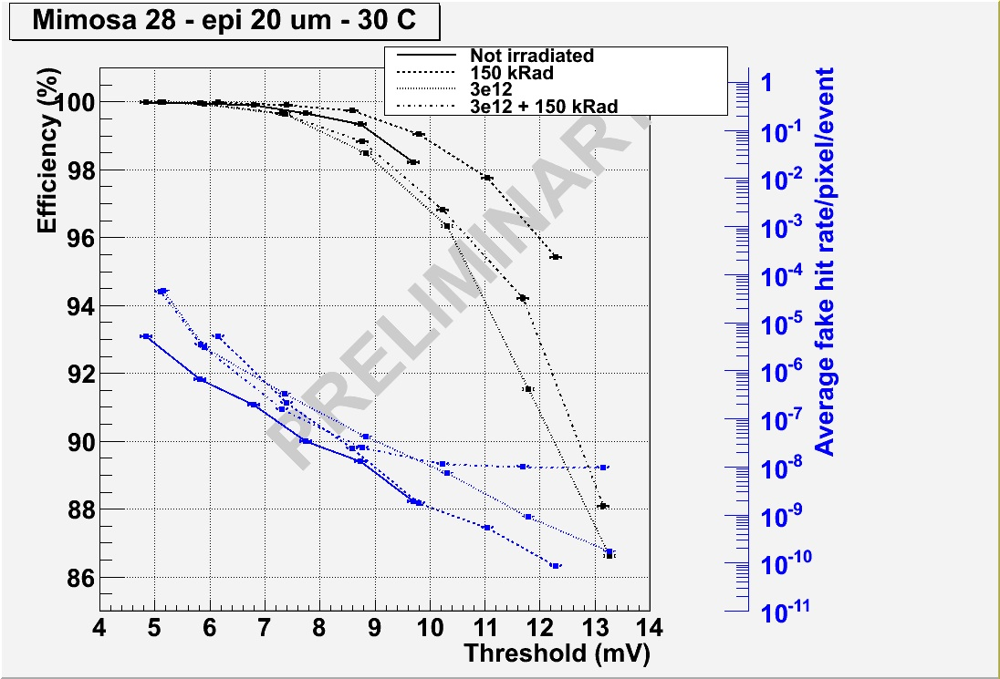 Mimosa 28 - epi 20 um - 30 C
Not irradiated
150 kRad
3e12
3e12 + 150 kRad
Efficiency (%)
100
98
96
94
92
90
88
86
4 5 6 7 8 9 10 11 12 13 14
Threshold (mV)
1
10-1
10-2
10-3
10-4
10-5
10-6
10-7
10-8
10-9
10-10
10-11
Average fake hit rate/pixel/event
PRELIMINARY